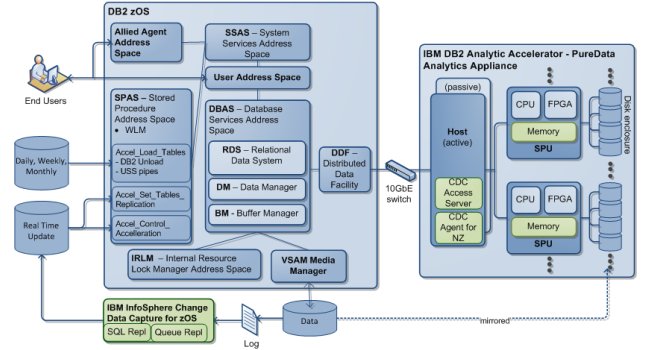 DB2 zOS
Allied Agent
Address
Space
SSAS – System
Services Address
Space
User Address Space
End Users
SPAS – Stored
Procedure
Address Space
• WLM
Accel_Load_Tables
- DB2 Unload
- USS pipes
Accel_Set_Tables_
Replication
Accel_Control_
Accelleration
DBAS – Database
Services Address
Space
RDS – Relational
Data System
DM – Data Manager
BM - Buffer Manager
DDF –
Distributed
Data
Facility
IRLM – Internal Resource
Lock Manager Address Space
VSAM Media
Manager
Daily, Weekly,
Monthly
Real Time
Update
IBM InfoSphere Change
Data Capture for zOS
SQL Repl
Queue Repl
Log
Data
mirrored
10GbE
switch
IBM DB2 Analytic Accelerator - PureData
Analytics Appliance
(passive)
Host
(active)
CDC
Access
Server
CDC
Agent for
NZ
CPU
FPGA
Memory
SPU
Disk enclosure
CPU
FPGA
Memory
SPU